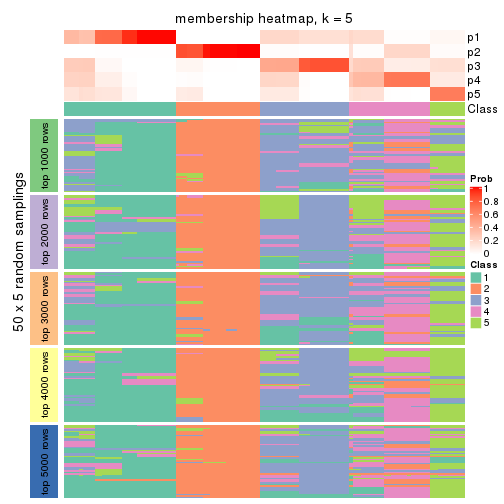 membership heatmap, k = 5
p1
p2
p3
p4
p5
Class
50 x 5 random samplings
top 1000 rows
top 2000 rows
top 3000 rows
top 4000 rows
top 5000 rows
Prob
1
0.8
0.6
0.4
0.2
0
Class
1
2
3
4
5